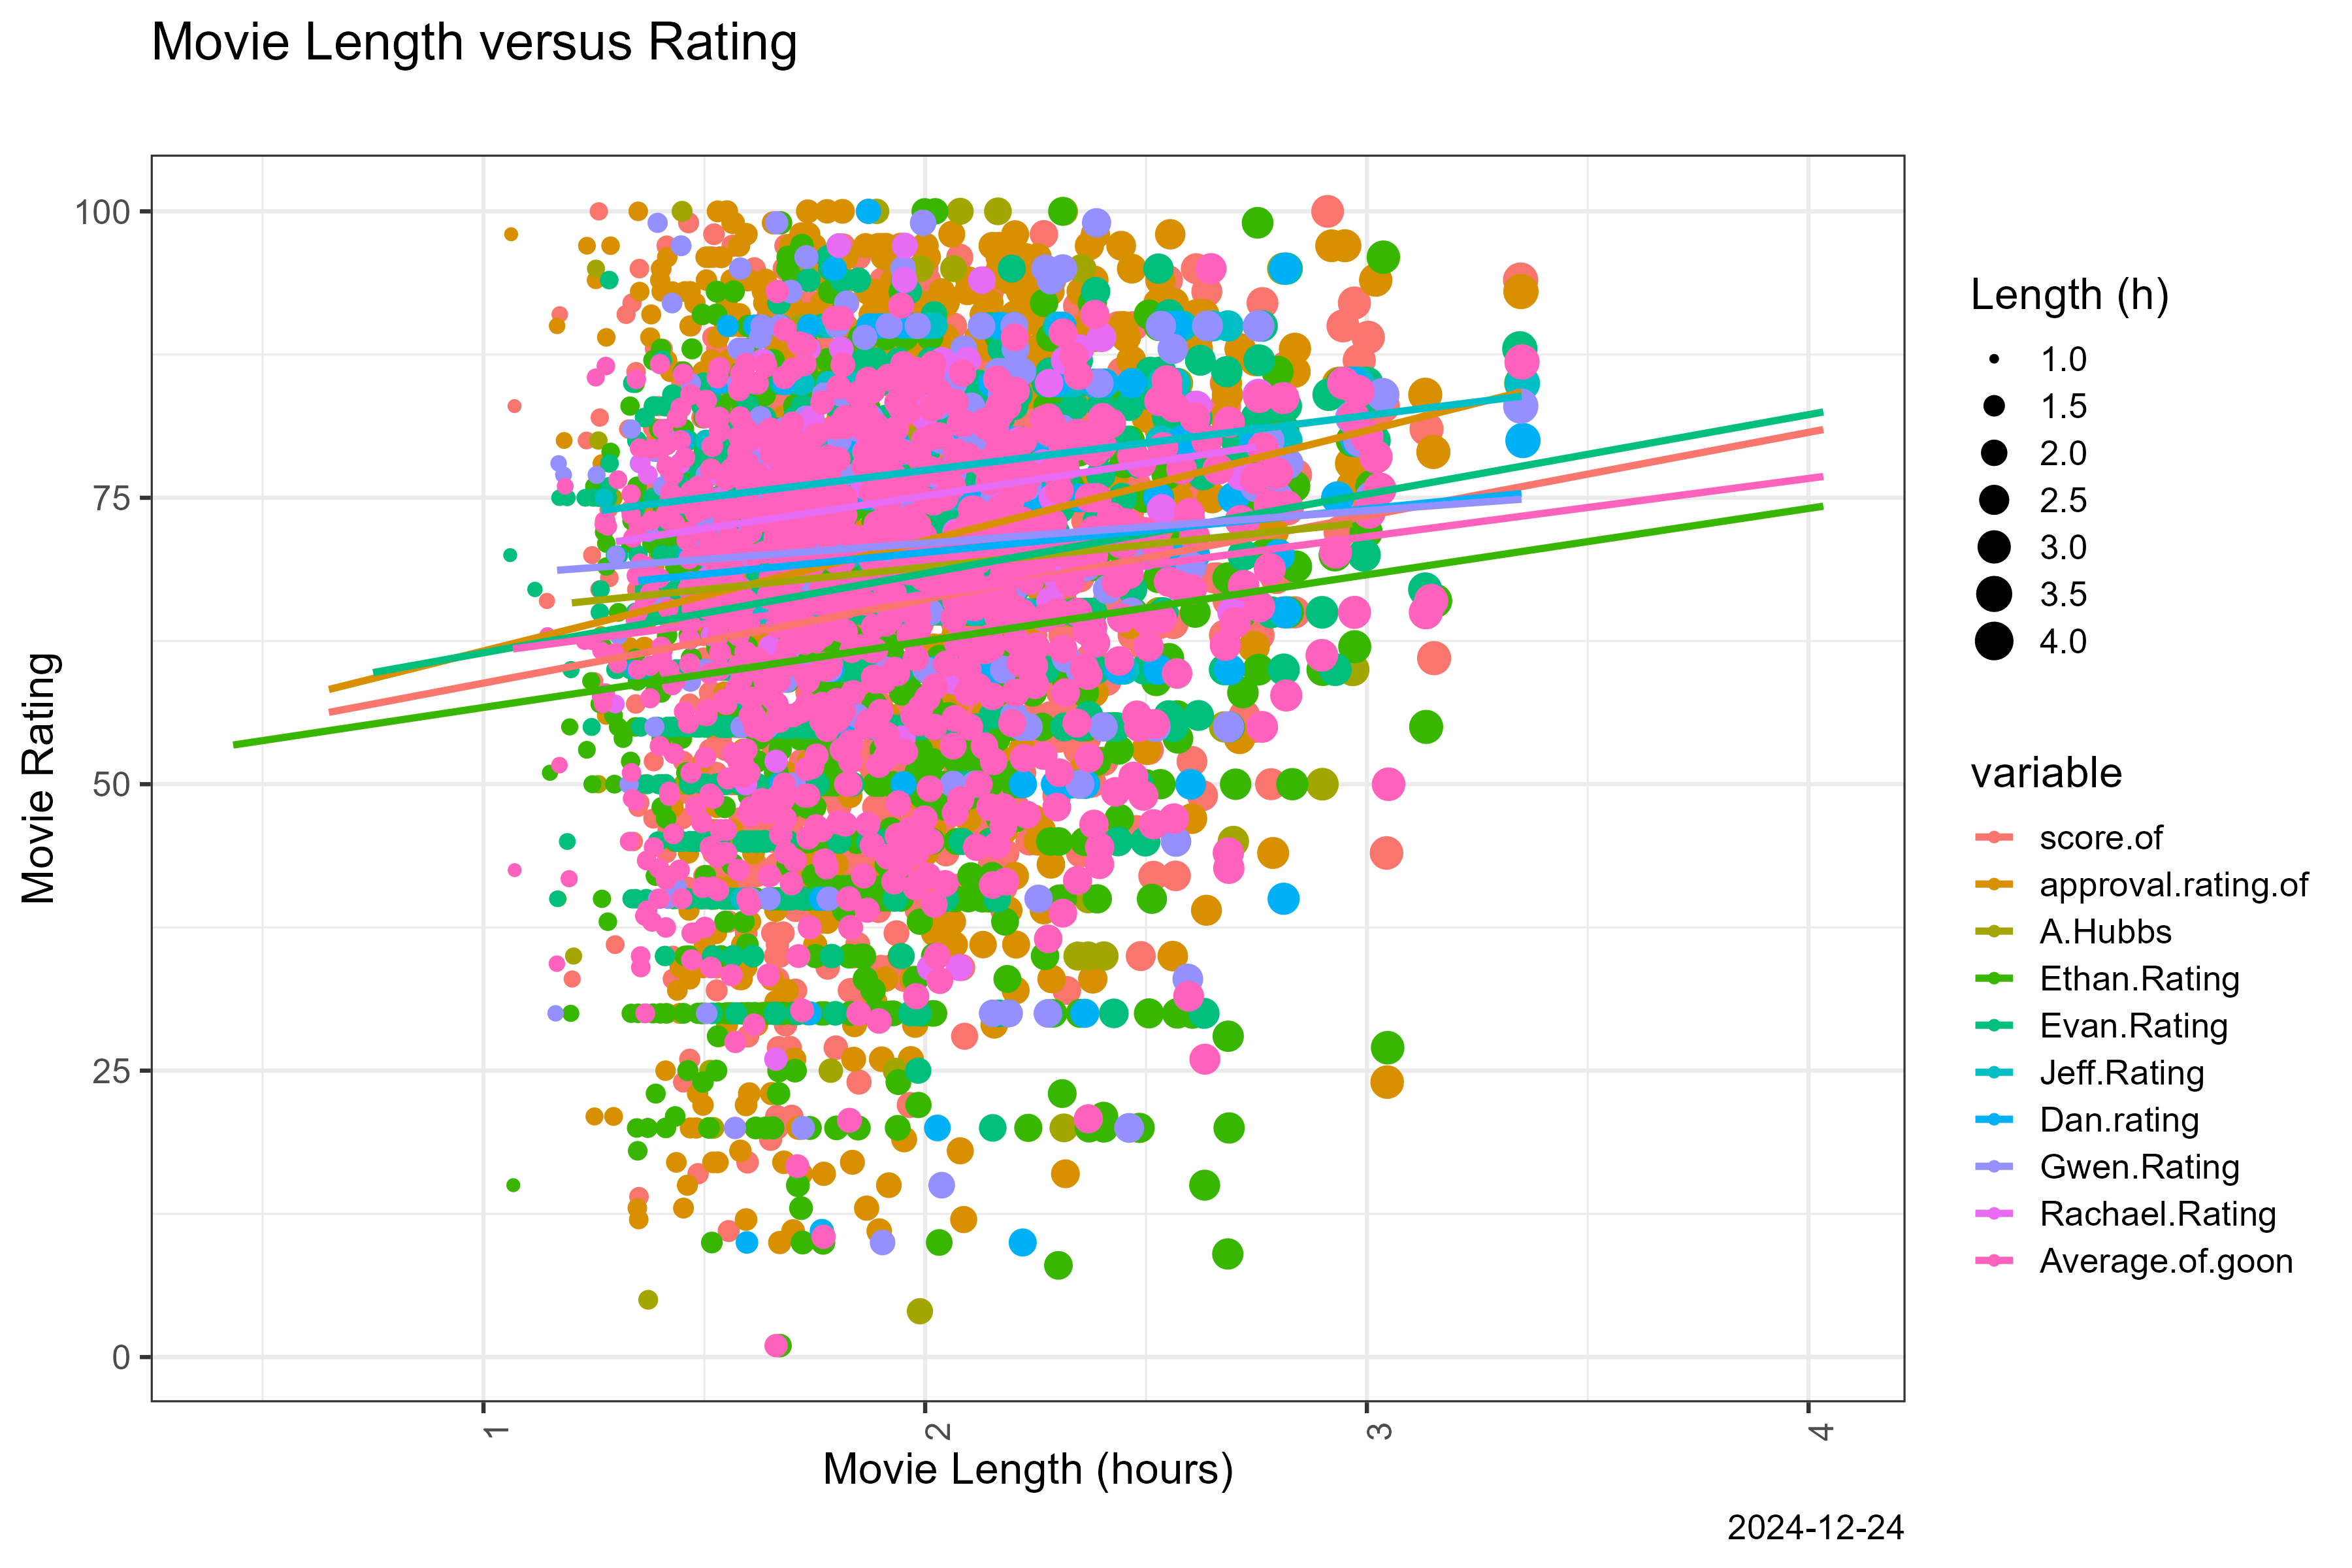 Movie Length versus Rating
Movie Rating
100
75
50
25
0
1
2
3
4
Movie Length (hours)
2024-12-24
Length (h)
1.0
1.5
2.0
2.5
3.0
3.5
4.0
variable
score.of
approval.rating.of
A.Hubbs
Ethan.Rating
Evan.Rating
Jeff.Rating
Dan.rating
Gwen.Rating
Rachael.Rating
Average.of.goon